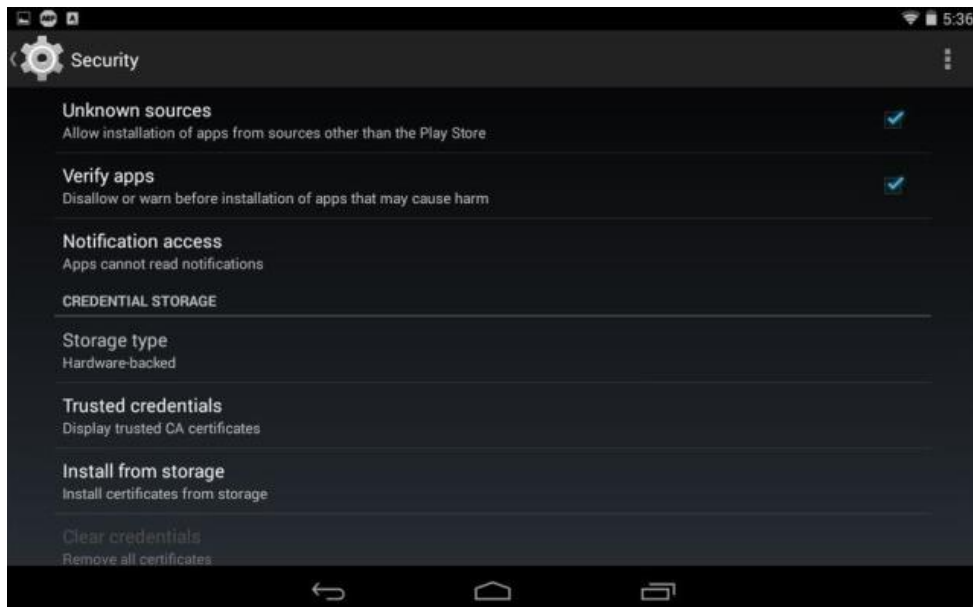 ABP A 5:36
Security
Unknown sources
Allow installation of apps from sources other than the Play Store
Verify apps
Disallow or warn before installation of apps that may cause harm
Notification access
Apps cannot read notifications
CREDENTIAL STORAGE
Storage type
Hardware-backed
Trusted credentials
Display trusted CA certificates
Install from storage
Install certificates from storage
Clear credentials
Remove all certificates